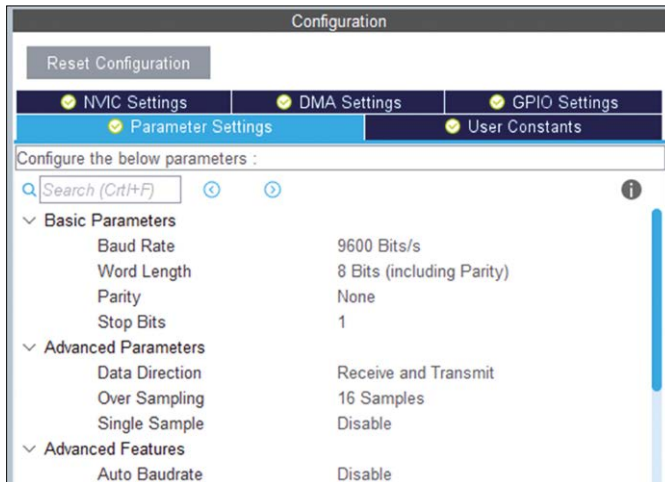 Configuration
Reset Configuration
NVIC Settings DMA Settings GPIO Settings
Parameter Settings User Constants
Configure the below parameters :
Search (Crtl+F)
Basic Parameters
Baud Rate 9600 Bits/s
Word Length 8 Bits (including Parity)
Parity None
Stop Bits 1
Advanced Parameters
Data Direction Receive and Transmit
Over Sampling 16 Samples
Single Sample Disable
Advanced Features
Auto Baudrate Disable